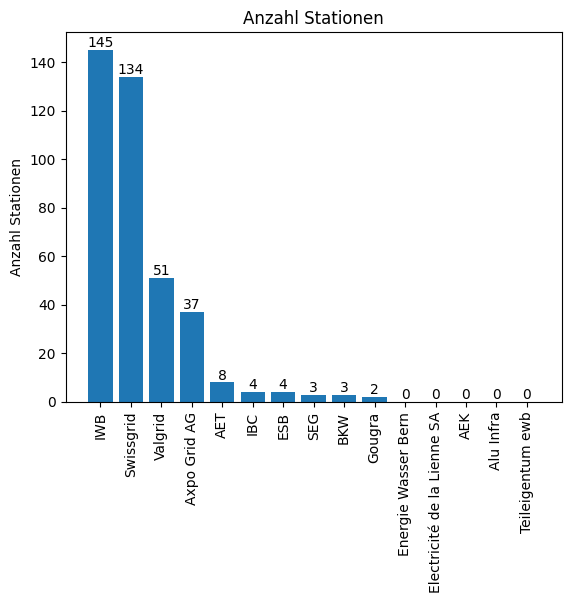 Anzahl Stationen
Anzahl Stationen
140
120
100
80
60
40
20
0
145
134
51
37
8
4
4
3
3
2
0
0
0
0
0
IWB
Swissgrid
Valgrid
Axpo Grid AG
AET
IBC
ESB
SEG
BKW
Gougra
Energie Wasser Bern
Electricité de la Lienne SA
AEK
Alu Infra
Teileigentum ewb